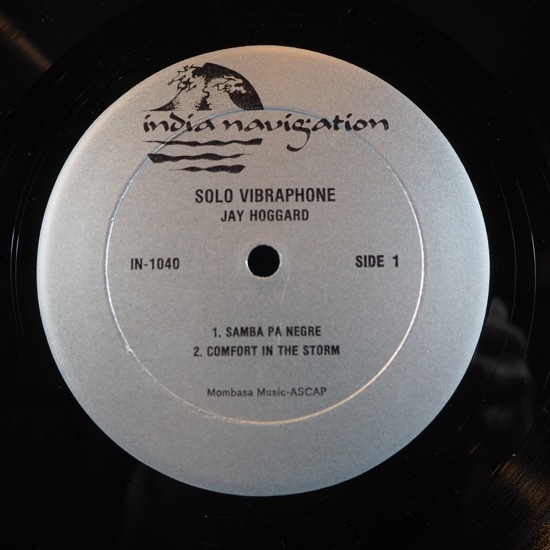 india navigation
SOLO VIBRAPHONE
JAY HOGGARD
IN-1040 SIDE 1
1. SAMBA PA NEGRE
2. COMFORT IN THE STORM
Mombasa Music-ASCAP